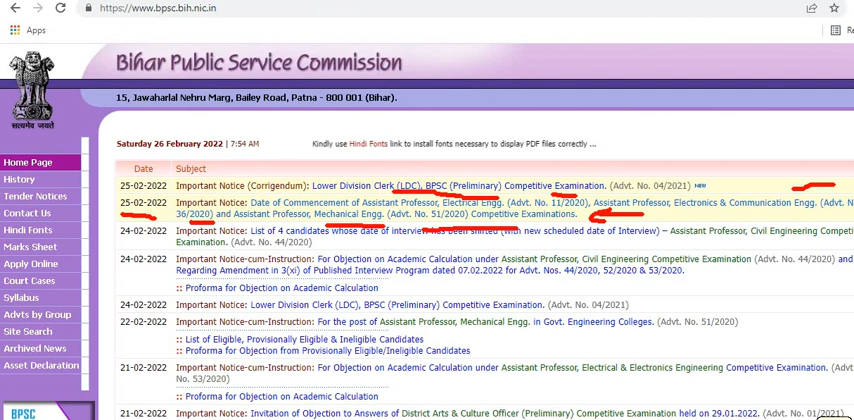 https://www.bpsc.bih.nic.in
Apps
Re
Bihar Public Service Commission
सत्यमेव जयते
15, Jawaharlal Nehru Marg, Bailey Road, Patna - 800 001 (Bihar).
Saturday 26 February 2022 | 7:54 AM
Kindly use Hindi Fonts link to install fonts necessary to display PDF files correctly ...
Home Page
History
Tender Notices
Contact Us
Hindi Fonts
Marks Sheet
Apply Online
Court Cases
Syllabus
Advts by Group
Site Search
Archived News
Asset Declaration
BPSC
Date Subject
25-02-2022 Important Notice (Corrigendum): Lower Division Clerk (LDC), BPSC (Preliminary) Competitive Examination. (Advt. No. 04/2021) NEW
25-02-2022 Important Notice: Date of Commencement of Assistant Professor, Electrical Engg. (Advt. No. 11/2020), Assistant Professor, Electronics & Communication Engg. (Advt. N
36/2020) and Assistant Professor, Mechanical Engg. (Advt. No. 51/2020) Competitive Examinations.
24-02-2022 Important Notice: List of 4 candidates whose date of interview has been shifted (with new scheduled date of Interview) – Assistant Professor, Civil Engineering Competi
Examination. (Advt. No. 44/2020)
24-02-2022 Important Notice-cum-Instruction: For Objection on Academic Calculation under Assistant Professor, Civil Engineering Competitive Examination (Advt. No. 44/2020) and
Regarding Amendment in 3(xi) of Published Interview Program dated 07.02.2022 for Advt. Nos. 44/2020, 52/2020 & 53/2020.
:: Proforma for Objection on Academic Calculation
24-02-2022 Important Notice: Lower Division Clerk (LDC), BPSC (Preliminary) Competitive Examination. (Advt. No. 04/2021)
22-02-2022 Important Notice-cum-Instruction: For the post of Assistant Professor, Mechanical Engg. in Govt. Engineering Colleges. (Advt. No. 51/2020)
:: List of Eligible, Provisionally Eligible & Ineligible Candidates
:: Proforma for Objection from Provisionally Eligible/Ineligible Candidates
21-02-2022 Important Notice-cum-Instruction: For Objection on Academic Calculation under Assistant Professor, Electrical & Electronics Engineering Competitive Examination. (Advt
No. 53/2020)
:: Proforma for Objection on Academic Calculation
21-02-2022 Important Notice: Invitation of Objection to Answers of District Arts & Culture Officer (Preliminary) Competitive Examination held on 29.01.2022. (Advt. No. 01/2021)